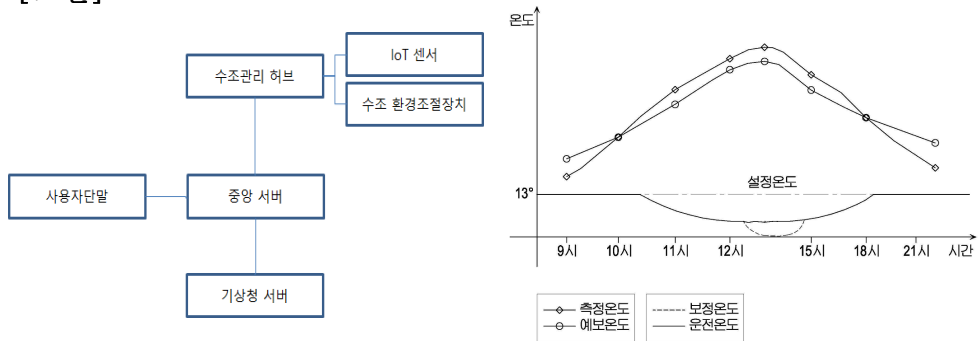 IoT 센서
수조관리 허브
수조 환경조절장치
사용자단말
중앙 서버
기상청 서버
온도
설정온도
13°
9시
10시
11시
12시
15시
18시
21시
시간
측정온도
예보온도
보정온도
운전온도